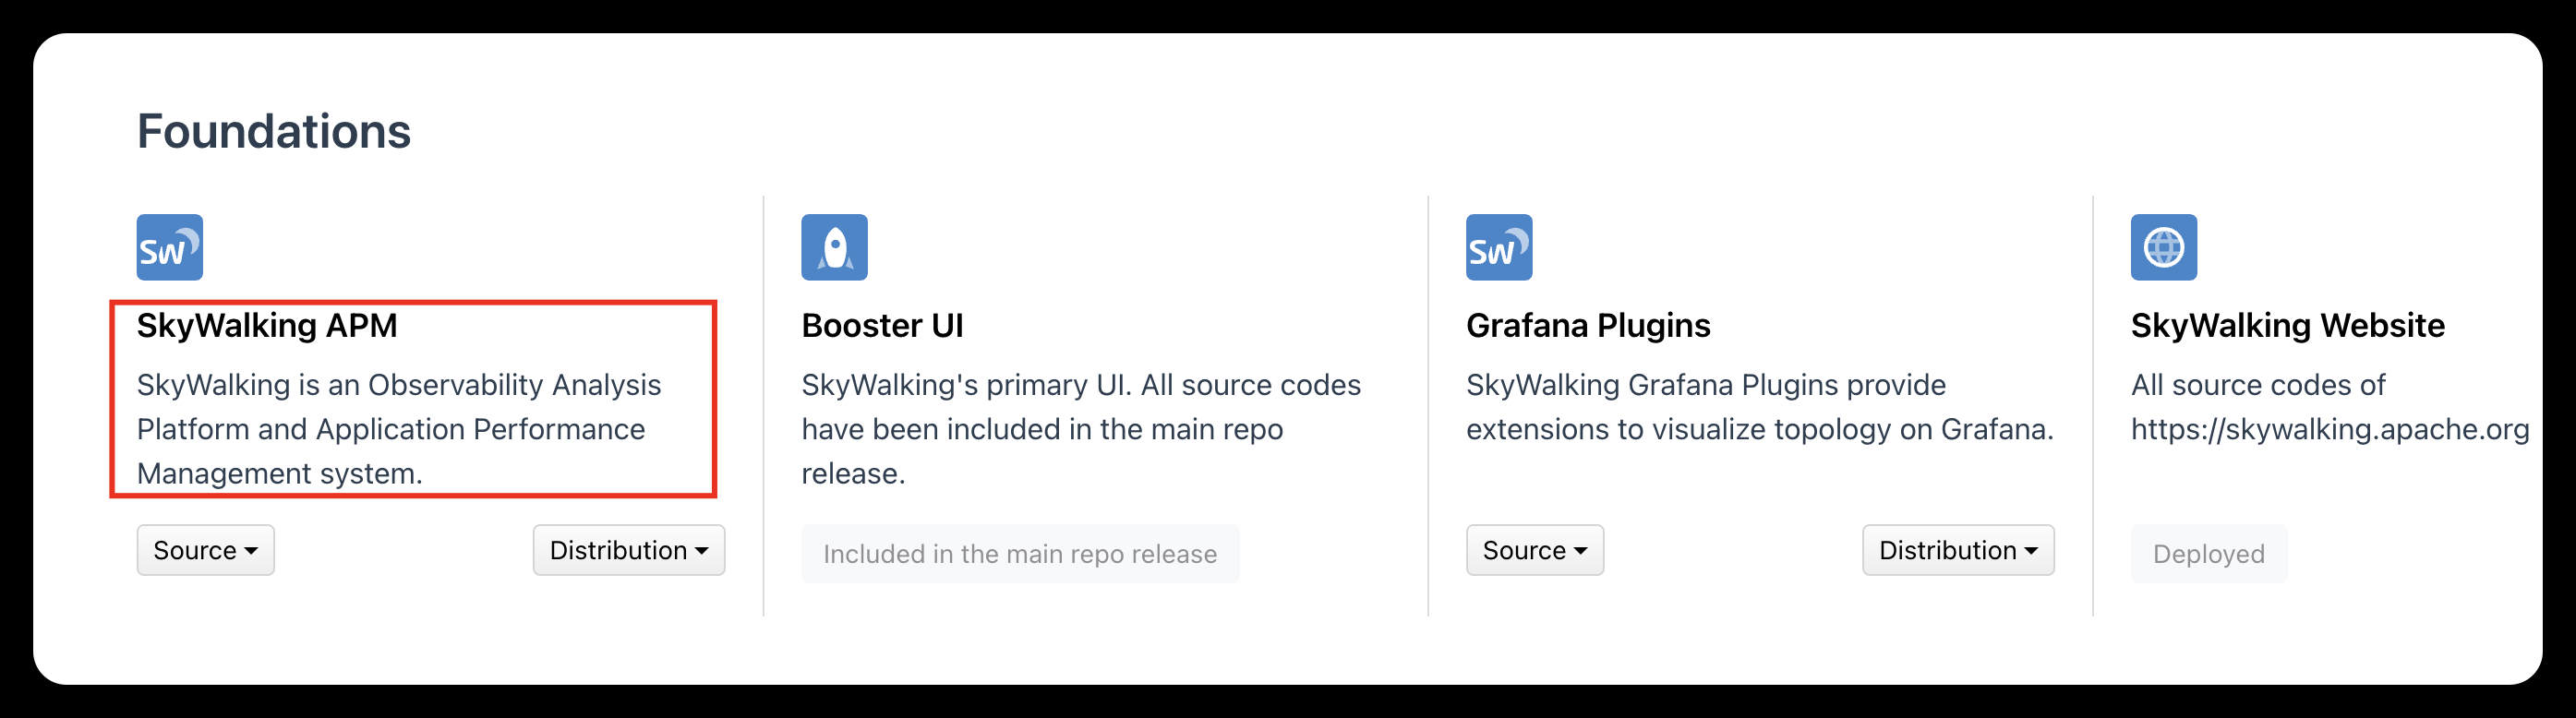 Foundations
Sw
SkyWalking APM
SkyWalking is an Observability Analysis
Platform and Application Performance
Management system.
Source
Distribution
Booster UI
SkyWalking's primary UI. All source codes
have been included in the main repo
release.
Included in the main repo release
Sw
Grafana Plugins
SkyWalking Grafana Plugins provide
extensions to visualize topology on Grafana.
Source
Distribution
SkyWalking Website
All source codes of
https://skywalking.apache.org
Deployed